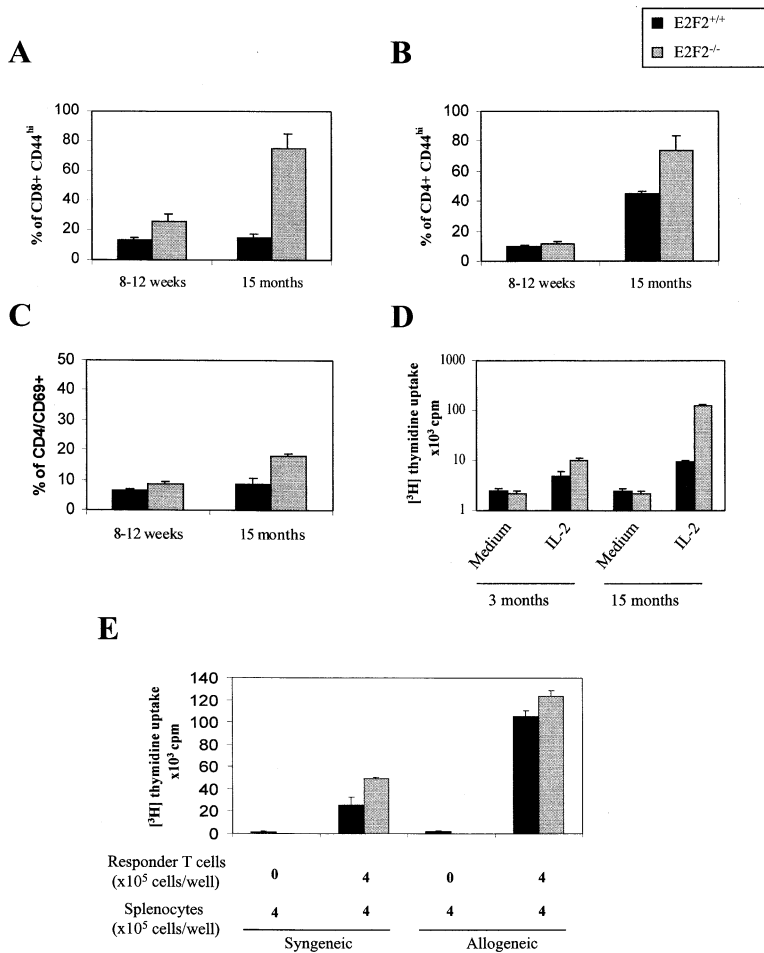 E2F2+/+
E2F2-/-
A
B
100
80
60
40
20
0
% of CD8+ CD44hi
8-12 weeks
15 months
100
80
60
40
20
0
% of CD4+ CD44hi
8-12 weeks
15 months
C
D
50
40
30
20
10
0
% of CD4/CD69+
8-12 weeks
15 months
1000
100
10
1
[3H] thymidine uptake
x103 cpm
Medium
IL-2
Medium
IL-2
3 months
15 months
E
140
120
100
80
60
40
20
0
[3H] thymidine uptake
x103 cpm
Responder T cells
(x105 cells/well)
0 4 0 4
Splenocytes
(x105 cells/well)
4 4 4 4
Syngeneic
Allogeneic